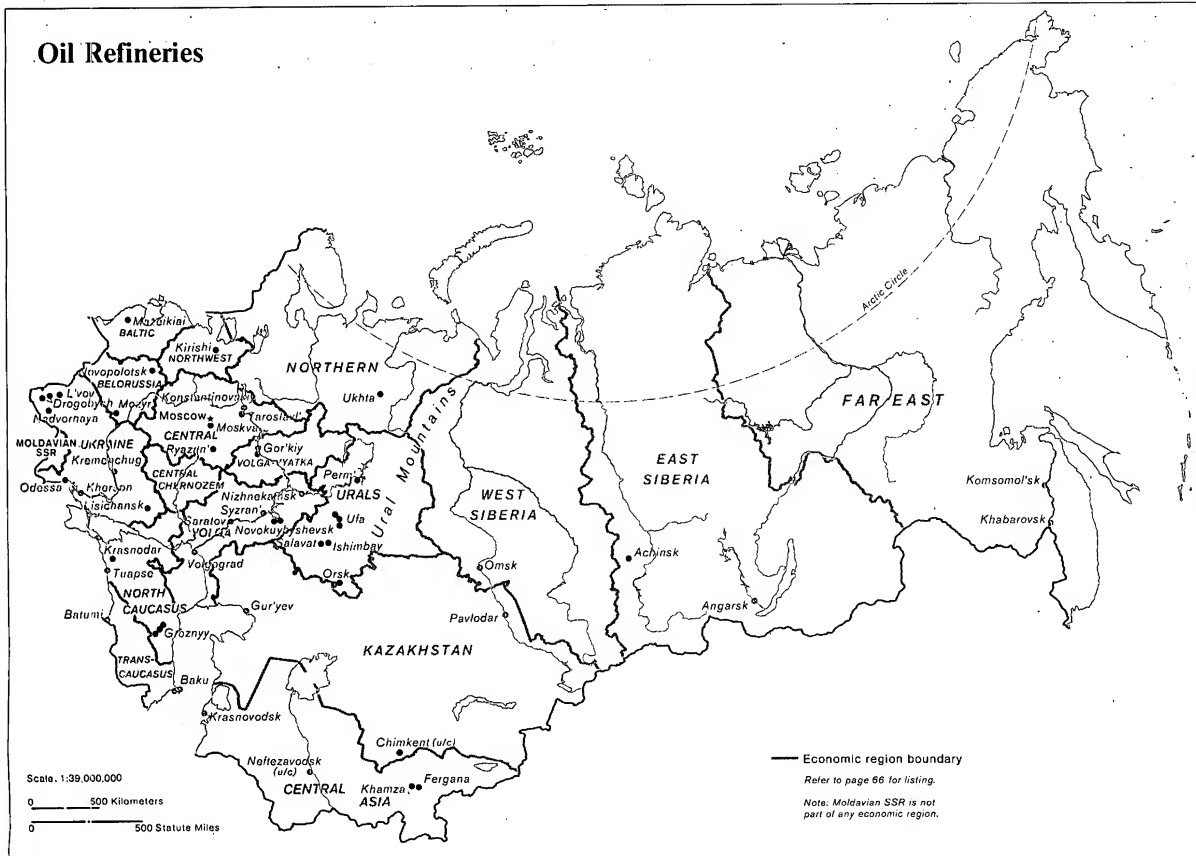 Oil Refineries
Arctic Circle
Mazeikiai
BALTIC
Kirishi
NORTHWEST
Novopolotsk
BELORUSSIA
NORTHERN
Ukhta
L'vov
Drogobych
Mozyr'
Nadvornaya
Konstantinovskiy
Yaroslavl'
Moscow
Moskva
CENTRAL
Ryazan'
Gor'kiy
VOLGA-VYATKA
MOLDAVIAN
SSR
UKRAINE
Kremenchug
CENTRAL
CHERNOZEM
Odessa
Kherson
Lisichansk
Perm'
URALS
Ural Mountains
Nizhnekamsk
Syzran'
Saratov
VOLGA
Novokuybyshevsk
Ufa
Salavat
Ishimbay
Orsk
Volgograd
WEST
SIBERIA
EAST
SIBERIA
FAR EAST
Komsomol'sk
Khabarovsk
Krasnodar
Tuapse
NORTH
CAUCASUS
Batumi
Groznyy
TRANS-
CAUCASUS
Baku
Gur'yev
Omsk
Pavlodar
Achinsk
Angarsk
KAZAKHSTAN
Krasnovodsk
Chimkent (u/c)
Neftezavodsk
(u/c)
CENTRAL
ASIA
Khamza
Fergana
Scale, 1:39,000,000
0 500 Kilometers
0 500 Statute Miles
Economic region boundary
Refer to page 66 for listing.
Note: Moldavian SSR is not
part of any economic region.